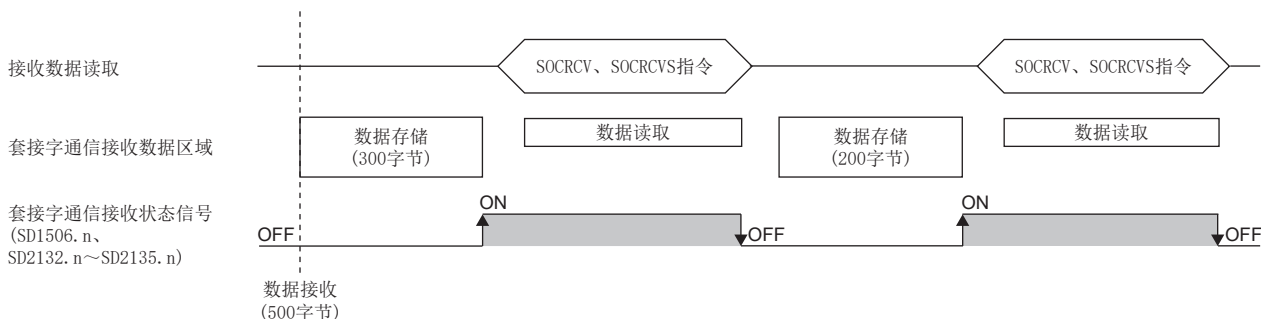 接收数据读取
SOCRCV、SOCRCVS指令
SOCRCV、SOCRCVS指令
套接字通信接收数据区域
数据存储
(300字节)
数据读取
数据存储
(200字节)
数据读取
套接字通信接收状态信号
(SD1506.n、
SD2132.n～SD2135.n)
OFF
ON
OFF
ON
OFF
数据接收
(500字节)